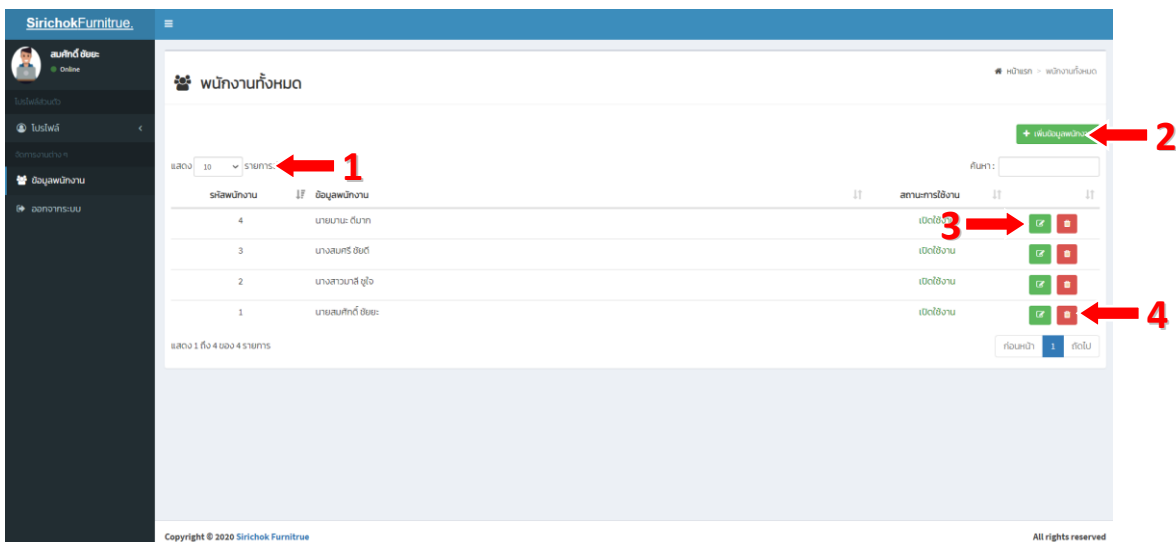 SirichokFurnitrue.
สมศักดิ์ ชัยยะ
Online
โปรไฟล์ส่วนตัว
โปรไฟล์
จัดการงานต่าง ๆ
ข้อมูลพนักงาน
ออกจากระบบ
พนักงานทั้งหมด
หน้าแรก > พนักงานทั้งหมด
+ เพิ่มข้อมูลพนักงาน
2
แสดง 10 รายการ:
1
ค้นหา :
รหัสพนักงาน ข้อมูลพนักงาน สถานะการใช้งาน
4 นายมานะ ดีมาก เปิดใช้งาน
3
3 นางสมศรี ชัยดี เปิดใช้งาน
2 นางสาวมาลี ชูใจ เปิดใช้งาน
1 นายสมศักดิ์ ชัยยะ เปิดใช้งาน
4
แสดง 1 ถึง 4 ของ 4 รายการ
ก่อนหน้า 1 ถัดไป
Copyright © 2020 Sirichok Furnitrue
All rights reserved